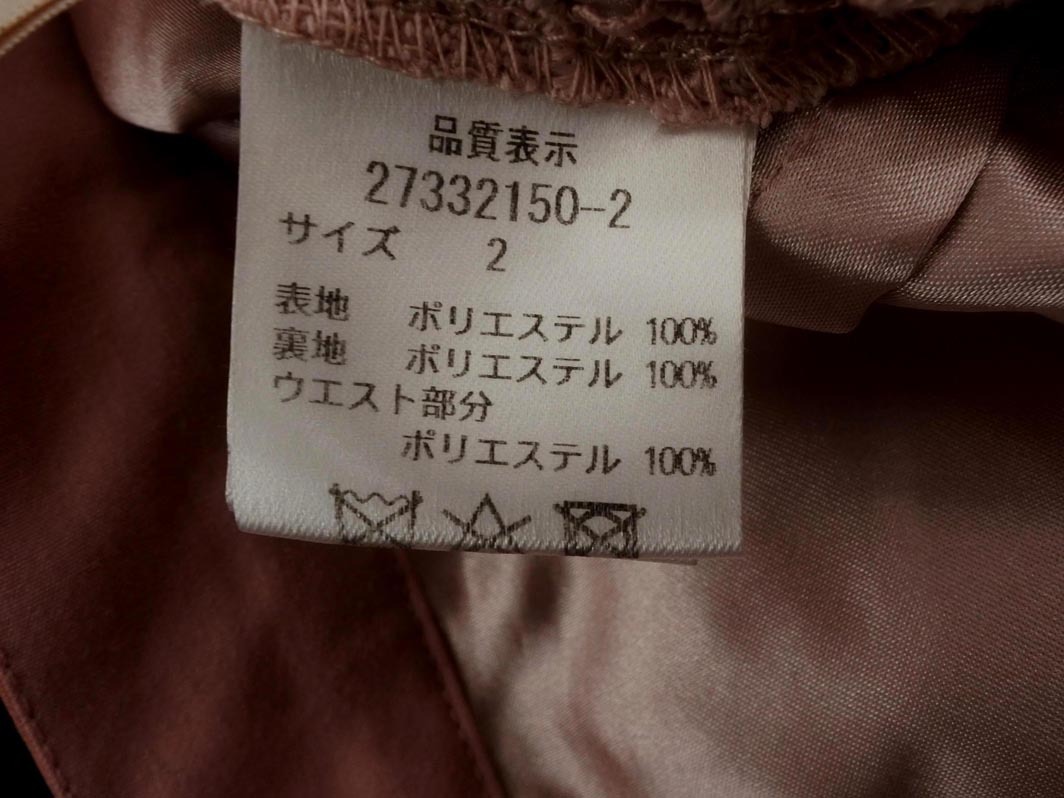 品質表示
27332150-2
サイズ 2
表地 ポリエステル 100%
裏地 ポリエステル 100%
ウエスト部分
ポリエステル 100%